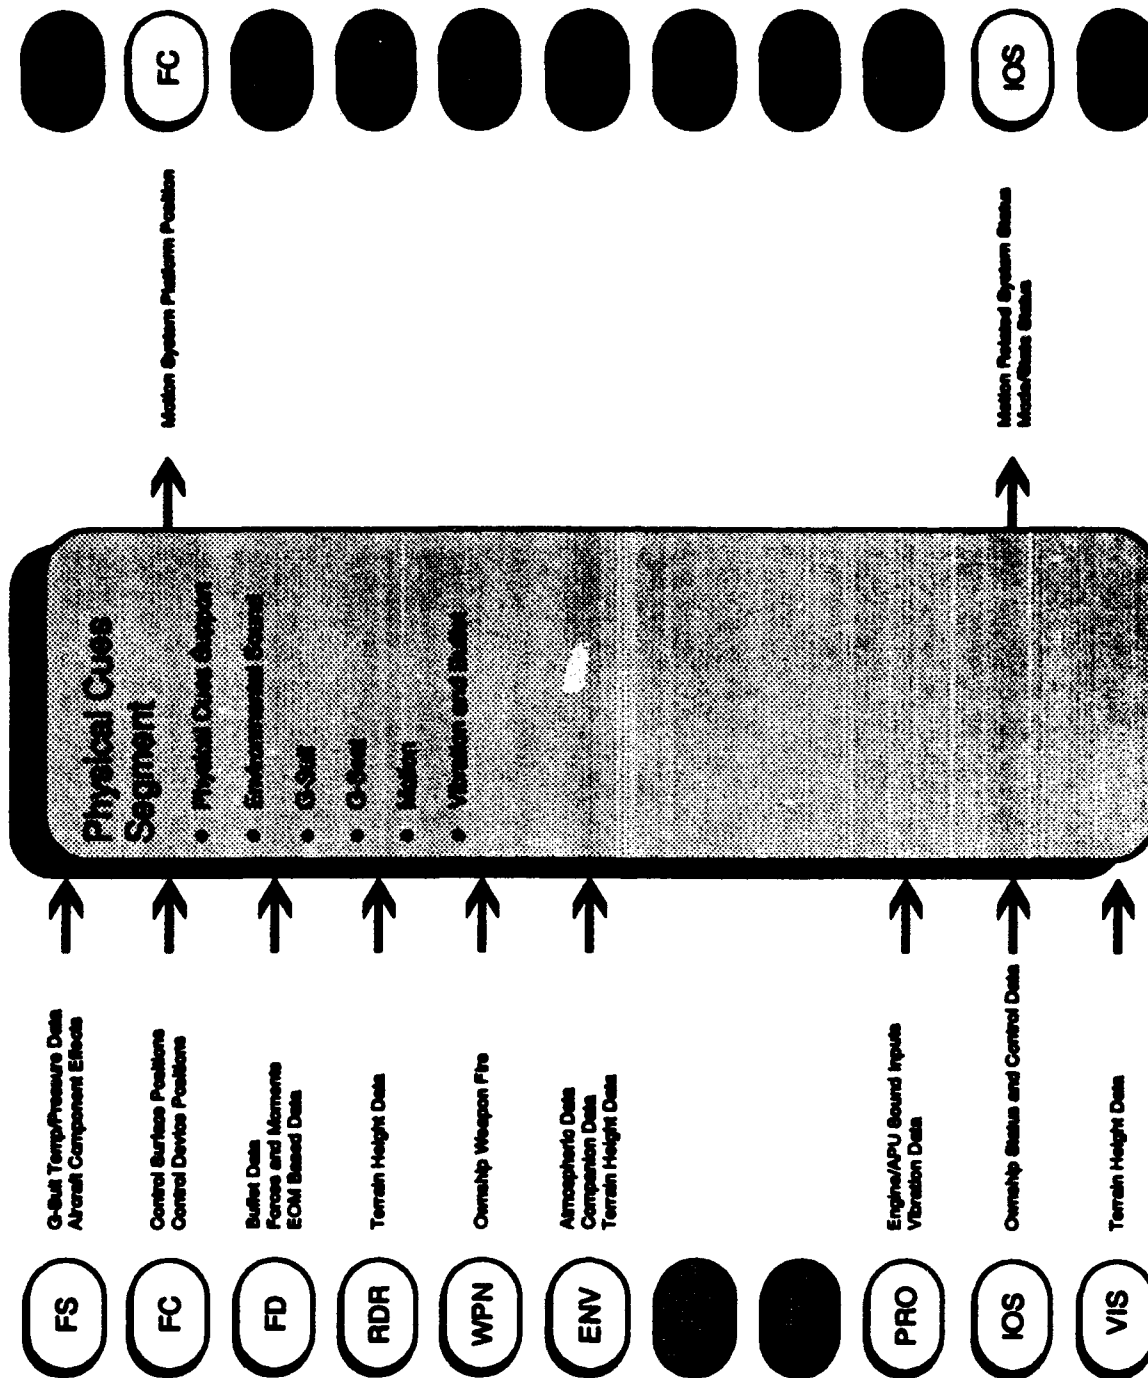 Physical Cues
Segment
• Physical Cues Support
• Environmental Sound
• G-Suit
• G-Seat
• Motion
• Vibration and Buffet
FS
G-Suit Temp/Pressure Data
Aircraft Component Effects
FC
Control Surface Positions
Control Device Positions
FD
Buffet Data
Forces and Moments
EOM Based Data
RDR
Terrain Height Data
WPN
Ownship Weapon Fire
ENV
Atmospheric Data
Companion Data
Terrain Height Data
PRO
Engine/APU Sound Inputs
Vibration Data
IOS
Ownship Status and Control Data
VIS
Terrain Height Data
Motion System Platform Position
FC
Motion Related System Status
Mode/State Status
IOS